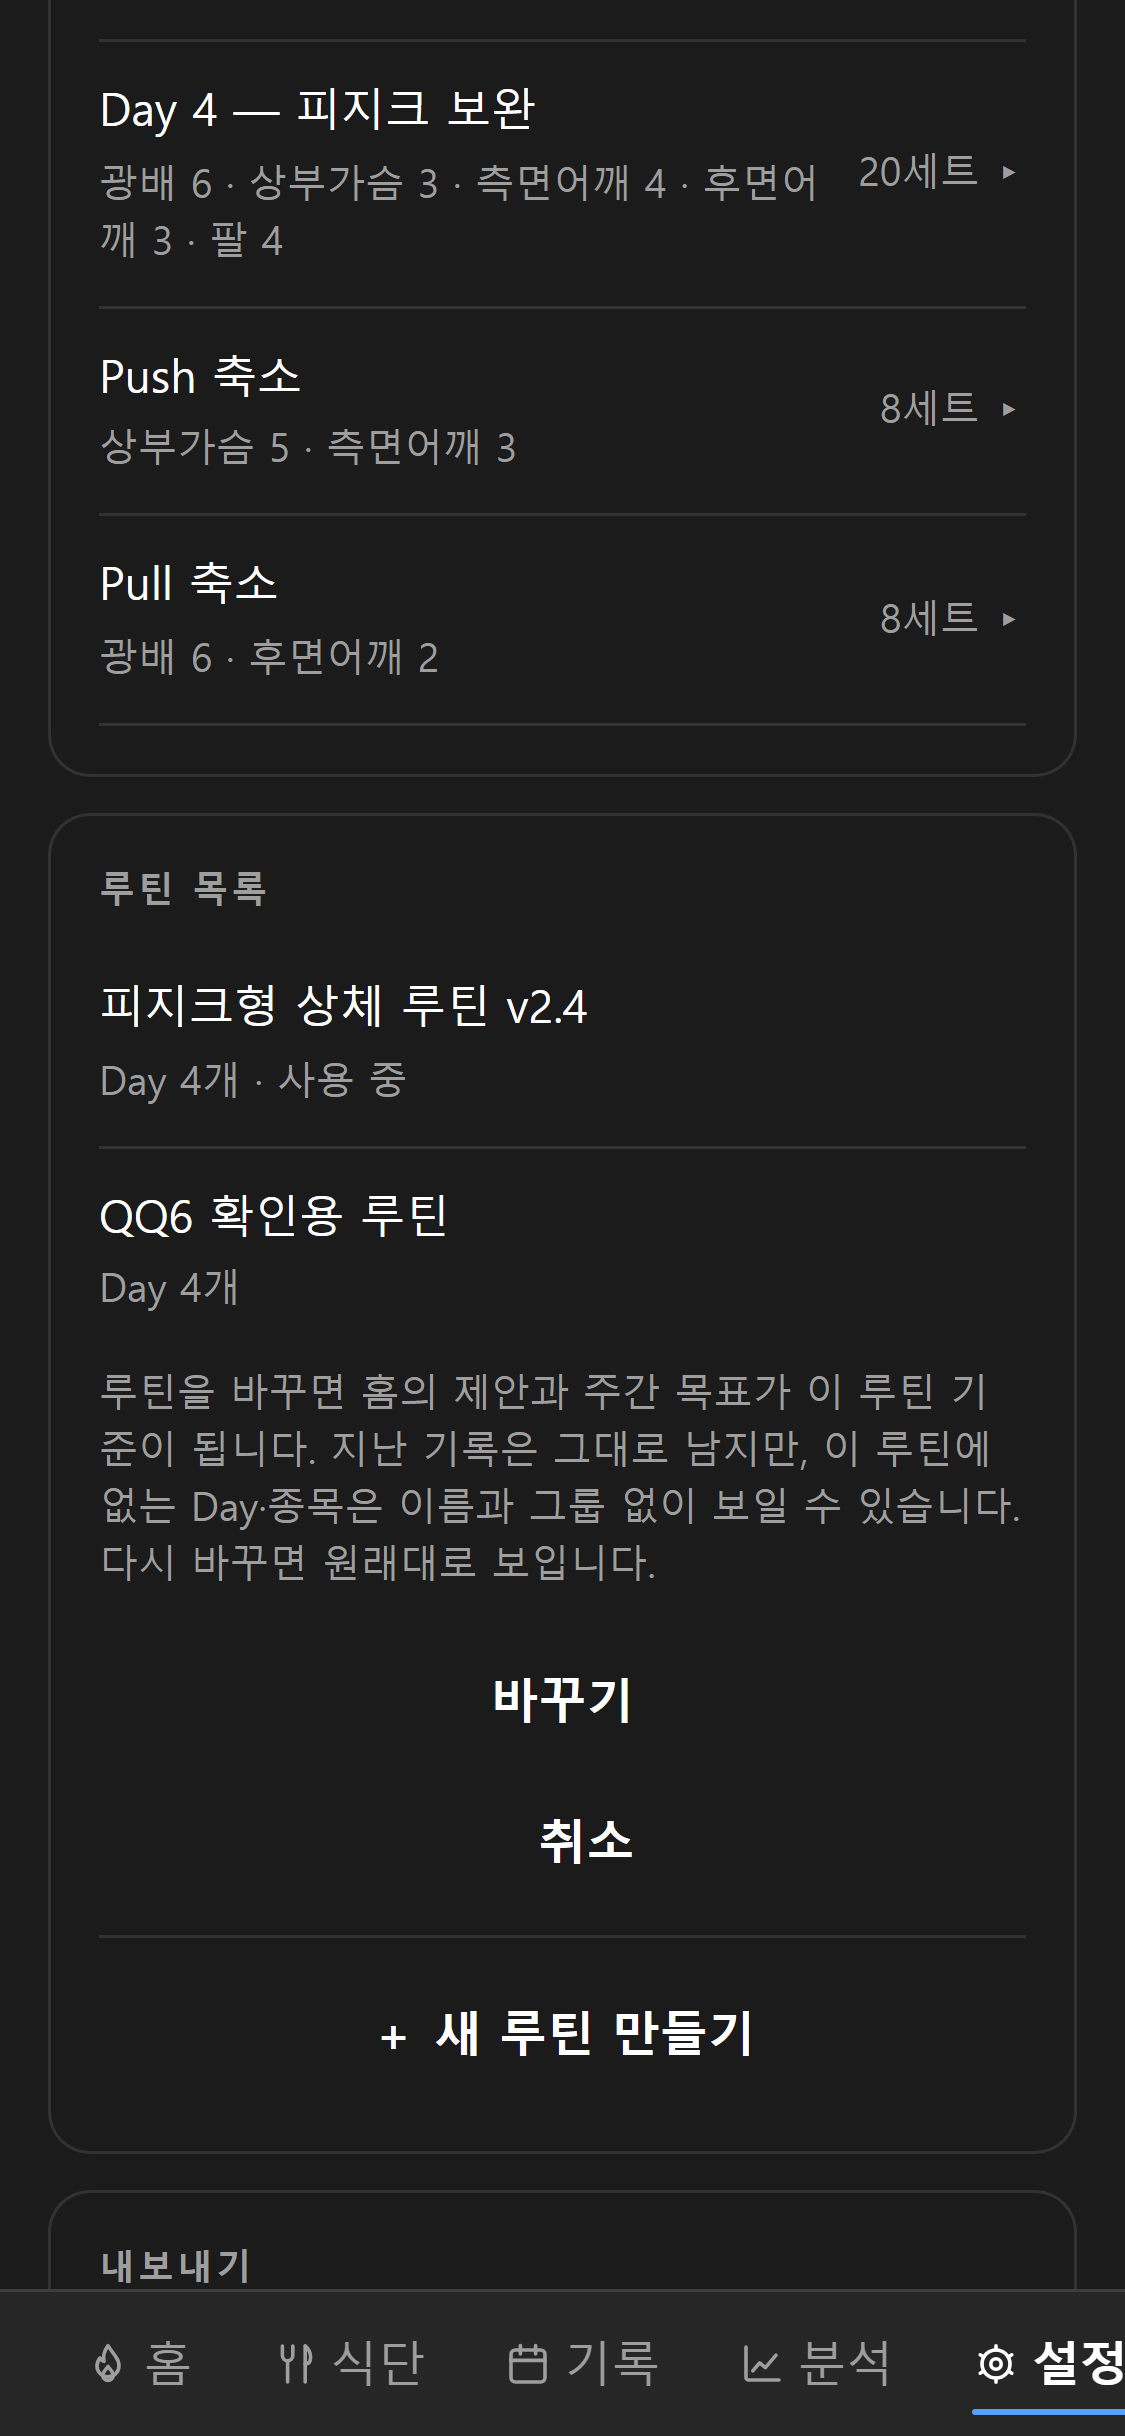 Day 4 — 피지크 보완
광배 6 · 상부가슴 3 · 측면어깨 4 · 후면어
깨 3 · 팔 4
20세트 ▸
Push 축소
상부가슴 5 · 측면어깨 3
8세트 ▸
Pull 축소
광배 6 · 후면어깨 2
8세트 ▸
루틴 목록
피지크형 상체 루틴 v2.4
Day 4개 · 사용 중
QQ6 확인용 루틴
Day 4개
루틴을 바꾸면 홈의 제안과 주간 목표가 이 루틴 기
준이 됩니다. 지난 기록은 그대로 남지만, 이 루틴에
없는 Day·종목은 이름과 그룹 없이 보일 수 있습니다.
다시 바꾸면 원래대로 보입니다.
바꾸기
취소
+ 새 루틴 만들기
내보내기
홈 식단 기록 분석 설정